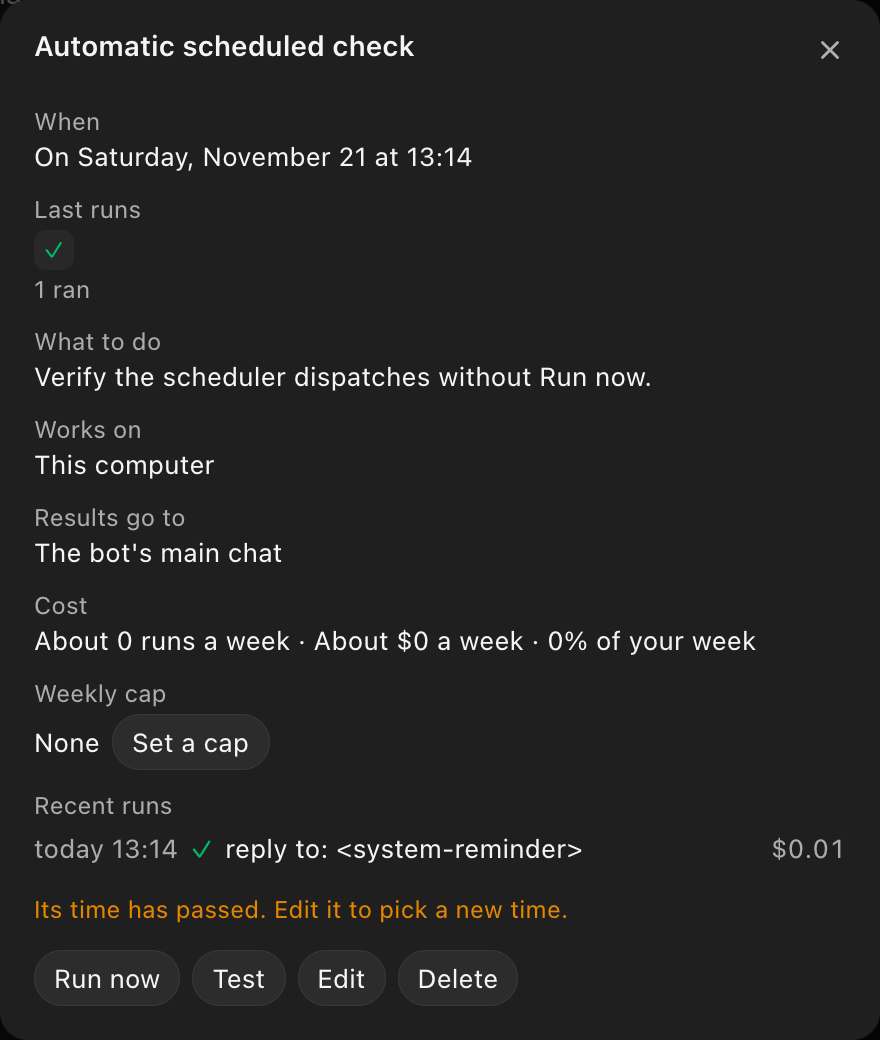 Automatic scheduled check
When
On Saturday, November 21 at 13:14
Last runs
1 ran
What to do
Verify the scheduler dispatches without Run now.
Works on
This computer
Results go to
The bot's main chat
Cost
About 0 runs a week · About $0 a week · 0% of your week
Weekly cap
None Set a cap
Recent runs
today 13:14 ✓ reply to: <system-reminder> $0.01
Its time has passed. Edit it to pick a new time.
Run now Test Edit Delete